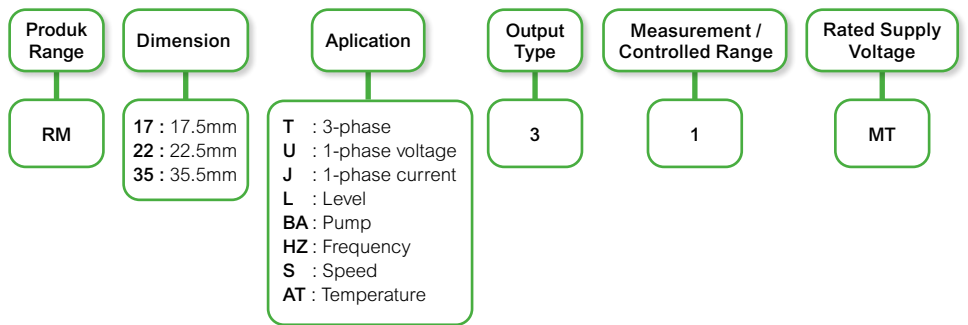 Produk
Range
Dimension
Aplication
Output
Type
Measurement /
Controlled Range
Rated Supply
Voltage
RM
17 : 17.5mm
22 : 22.5mm
35 : 35.5mm
T : 3-phase
U : 1-phase voltage
J : 1-phase current
L : Level
BA : Pump
HZ : Frequency
S : Speed
AT : Temperature
3
1
MT